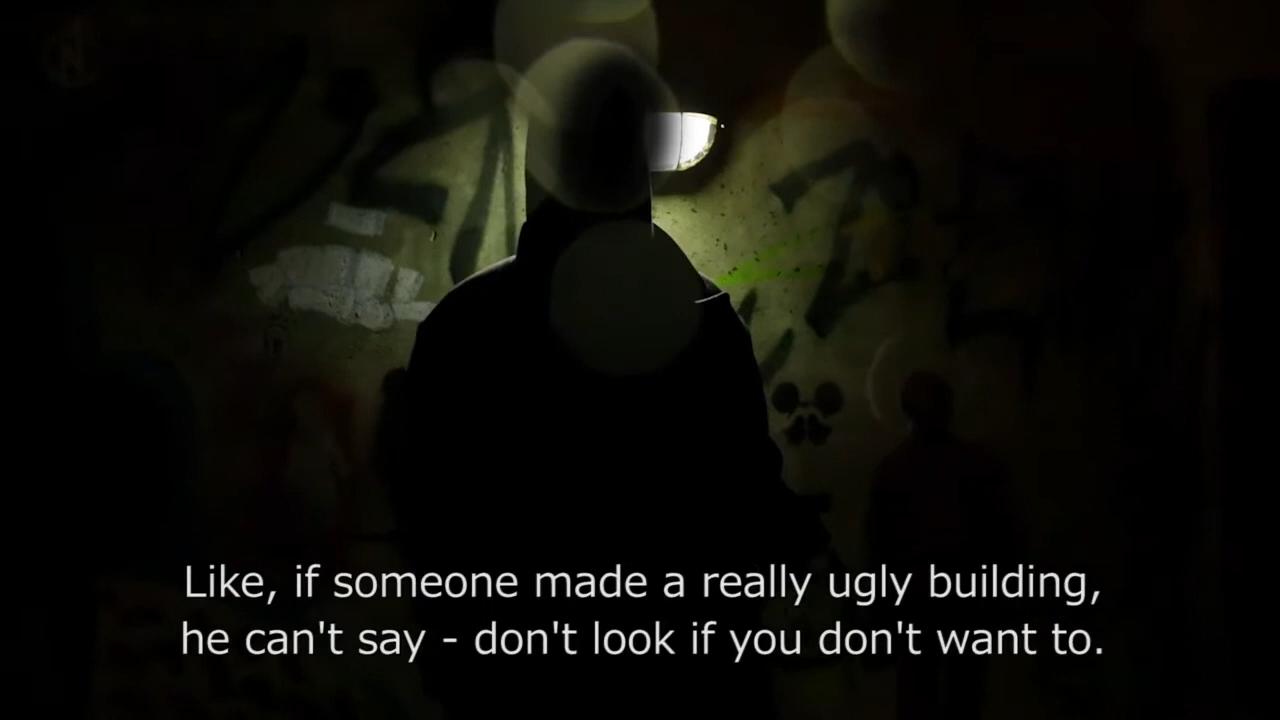 Like, if someone made a really ugly building,
he can't say - don't look if you don't want to.